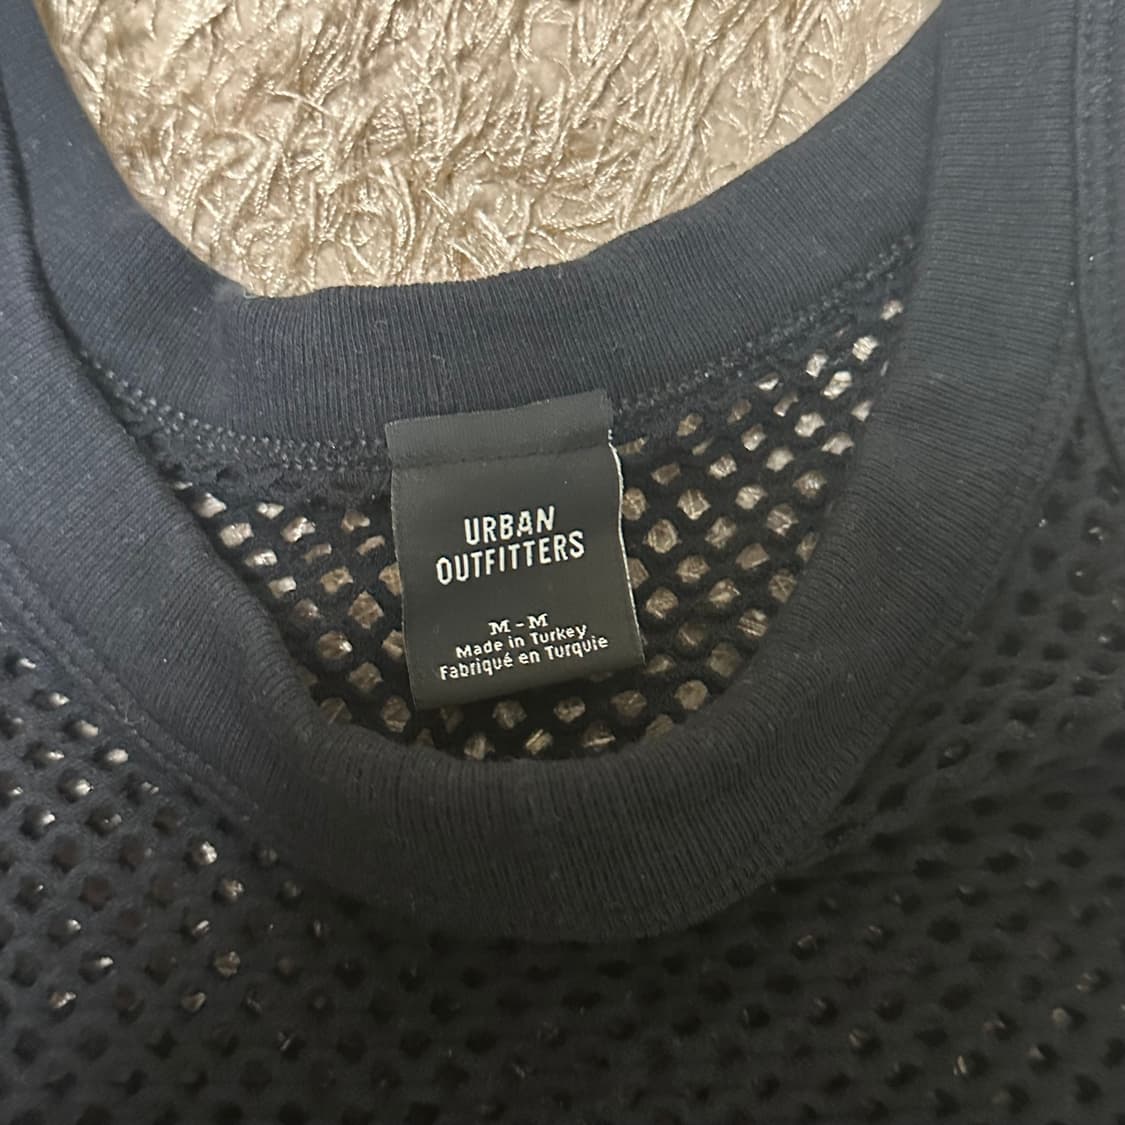 URBAN
OUTFITTERS
M - M
Made in Turkey
Fabriqué en Turquie